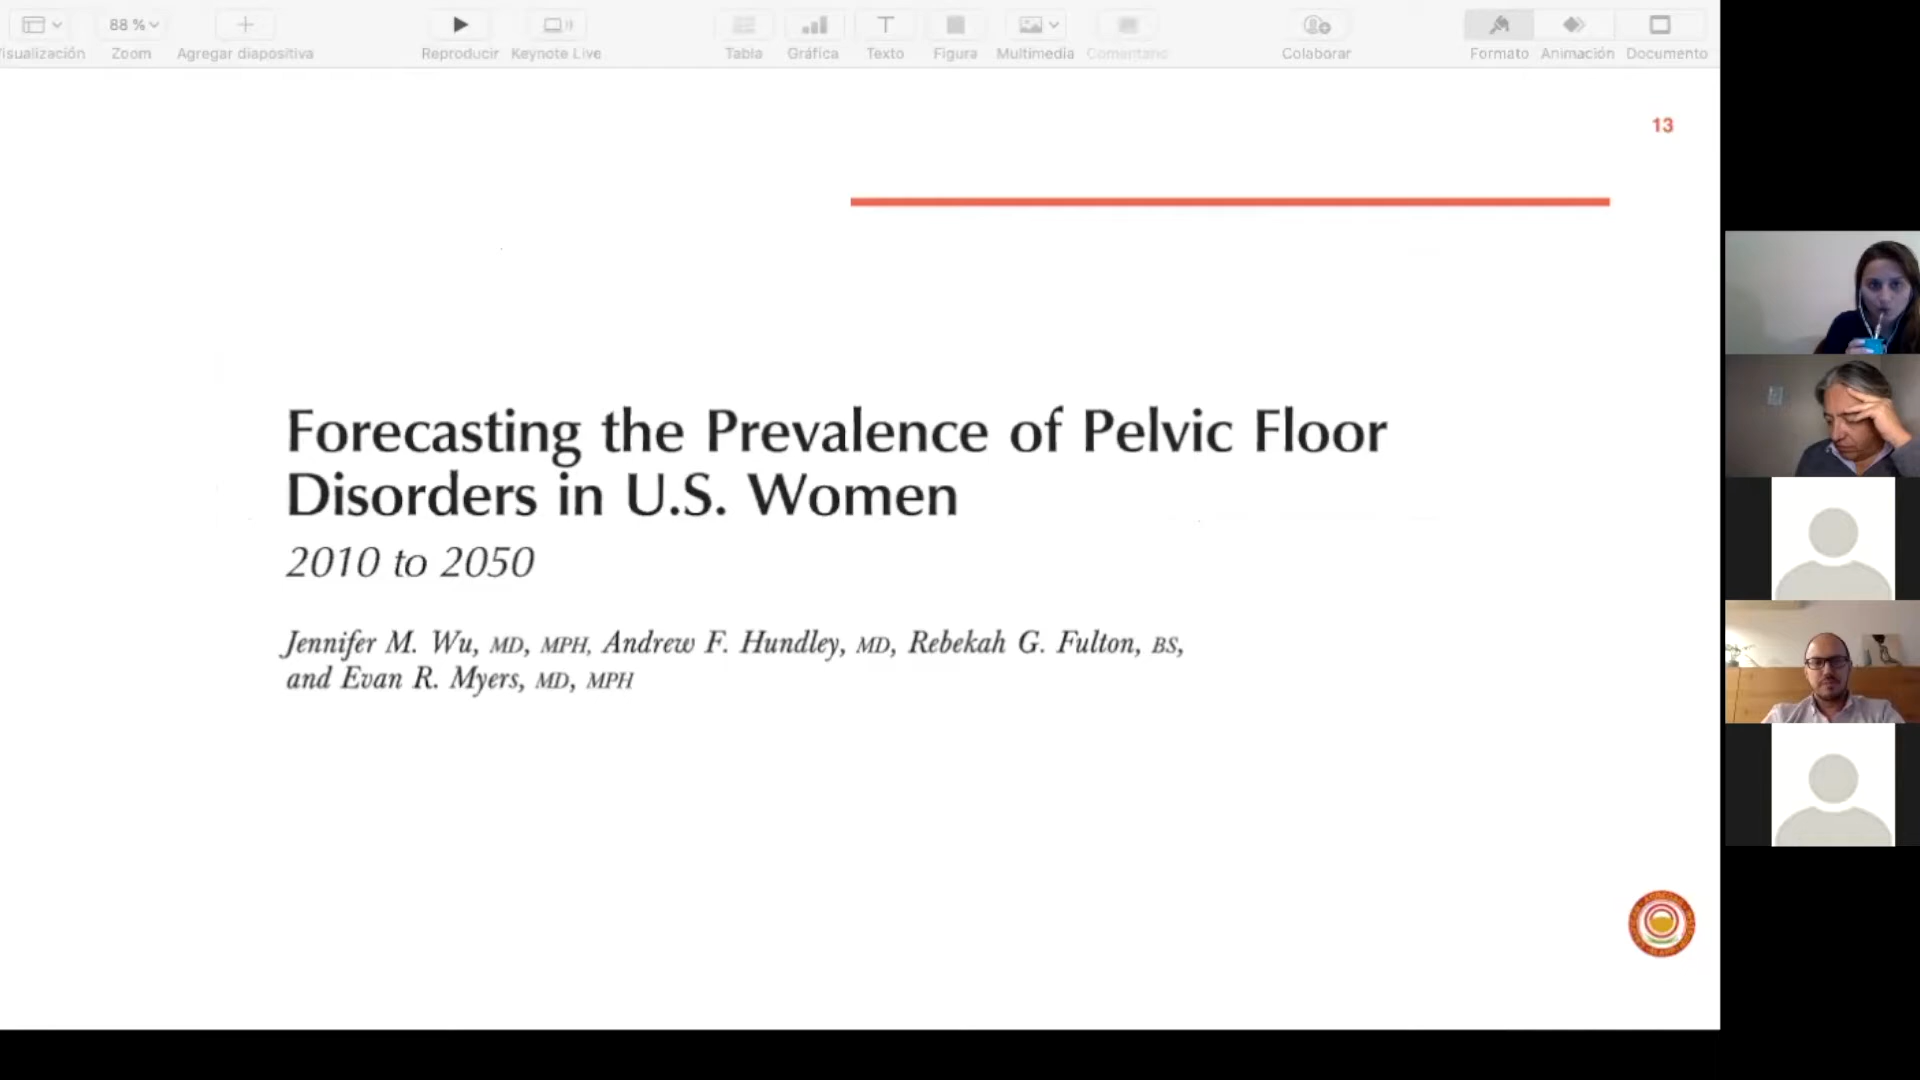 isualización
88 %
Zoom
Agregar diapositiva
Reproducir
Keynote Live
Tabla
Gráfica
Texto
Figura
Multimedia
Comentario
Colaborar
Formato
Animación
Documento
13
Forecasting the Prevalence of Pelvic Floor
Disorders in U.S. Women
2010 to 2050
Jennifer M. Wu, MD, MPH, Andrew F. Hundley, MD, Rebekah G. Fulton, BS,
and Evan R. Myers, MD, MPH